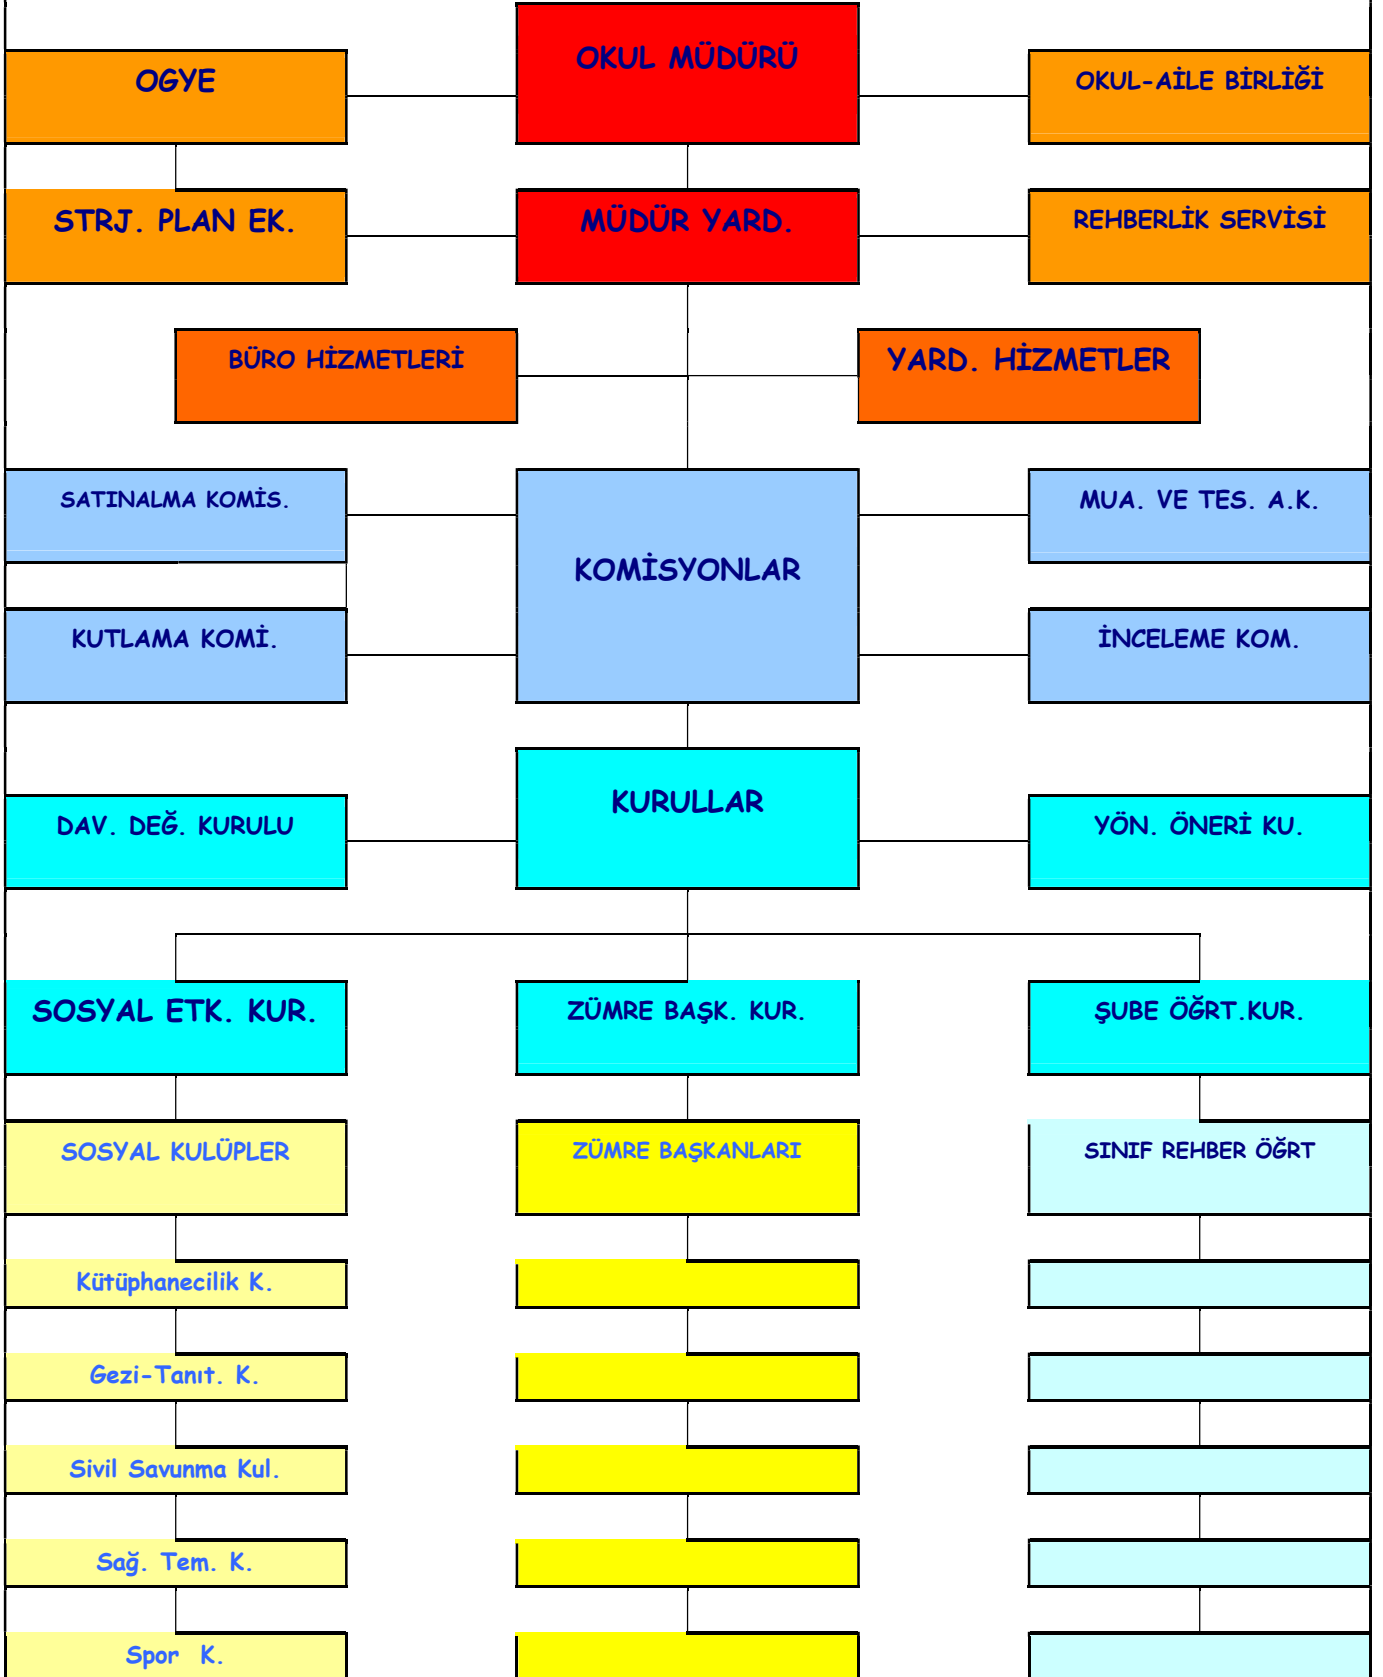 OGYE
OKUL MÜDÜRÜ
OKUL-AİLE BİRLİĞİ
STRJ. PLAN EK.
MÜDÜR YARD.
REHBERLİK SERVİSİ
BÜRO HİZMETLERİ
YARD. HİZMETLER
SATINALMA KOMİS.
KOMİSYONLAR
MUA. VE TES. A.K.
KUTLAMA KOMİ.
İNCELEME KOM.
KURULLAR
DAV. DEĞ. KURULU
YÖN. ÖNERİ KU.
SOSYAL ETK. KUR.
ZÜMRE BAŞK. KUR.
ŞUBE ÖĞRT.KUR.
SOSYAL KULÜPLER
ZÜMRE BAŞKANLARI
SINIF REHBER ÖĞRT
Kütüphanecilik K.
Gezi-Tanıt. K.
Sivil Savunma Kul.
Sağ. Tem. K.
Spor K.